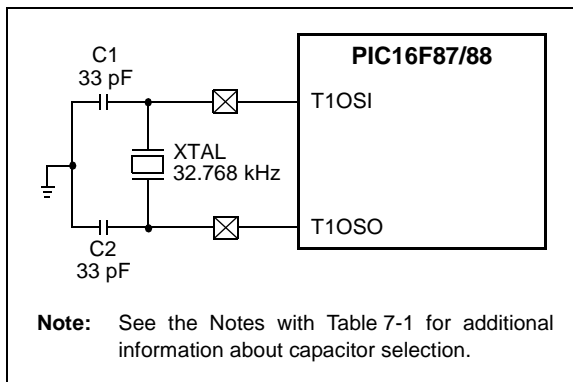 C1
33 pF
PIC16F87/88
T1OSI
XTAL
32.768 kHz
T1OSO
C2
33 pF
Note: See the Notes with Table 7-1 for additional
information about capacitor selection.